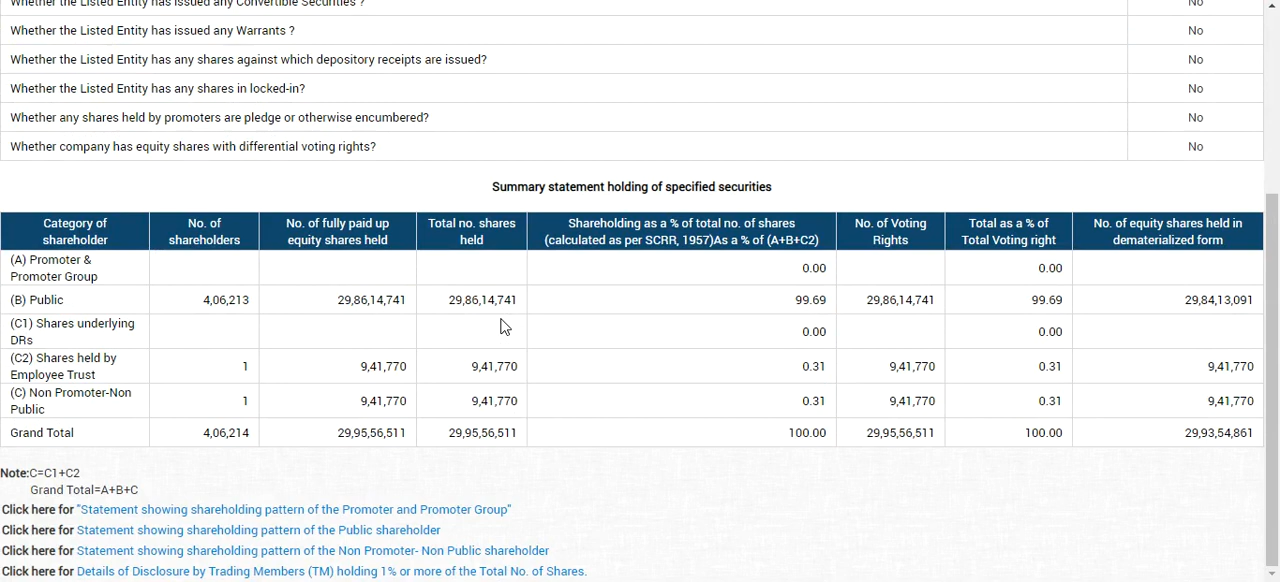 Whether the Listed Entity has issued any Convertible Securities ? No
Whether the Listed Entity has issued any Warrants ? No
Whether the Listed Entity has any shares against which depository receipts are issued? No
Whether the Listed Entity has any shares in locked-in? No
Whether any shares held by promoters are pledge or otherwise encumbered? No
Whether company has equity shares with differential voting rights? No
Summary statement holding of specified securities
Category of shareholder No. of shareholders No. of fully paid up equity shares held Total no. shares held Shareholding as a % of total no. of shares (calculated as per SCRR, 1957)As a % of (A+B+C2) No. of Voting Rights Total as a % of Total Voting right No. of equity shares held in dematerialized form
(A) Promoter & Promoter Group 0.00 0.00
(B) Public 4,06,213 29,86,14,741 29,86,14,741 99.69 29,86,14,741 99.69 29,84,13,091
(C1) Shares underlying DRs 0.00 0.00
(C2) Shares held by Employee Trust 1 9,41,770 9,41,770 0.31 9,41,770 0.31 9,41,770
(C) Non Promoter-Non Public 1 9,41,770 9,41,770 0.31 9,41,770 0.31 9,41,770
Grand Total 4,06,214 29,95,56,511 29,95,56,511 100.00 29,95,56,511 100.00 29,93,54,861
Note:C=C1+C2
Grand Total=A+B+C
Click here for "Statement showing shareholding pattern of the Promoter and Promoter Group"
Click here for Statement showing shareholding pattern of the Public shareholder
Click here for Statement showing shareholding pattern of the Non Promoter- Non Public shareholder
Click here for Details of Disclosure by Trading Members (TM) holding 1% or more of the Total No. of Shares.